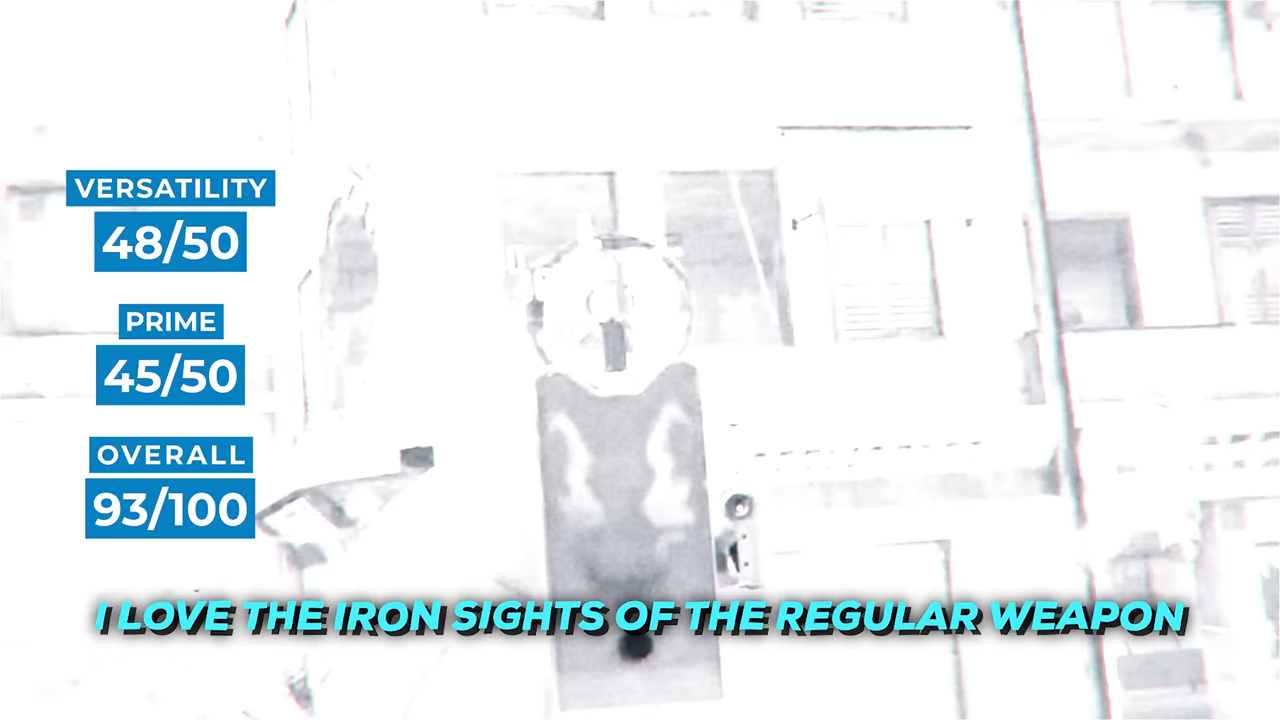 VERSATILITY
48/50
PRIME
45/50
OVERALL
93/100
I LOVE THE IRON SIGHTS OF THE REGULAR WEAPON